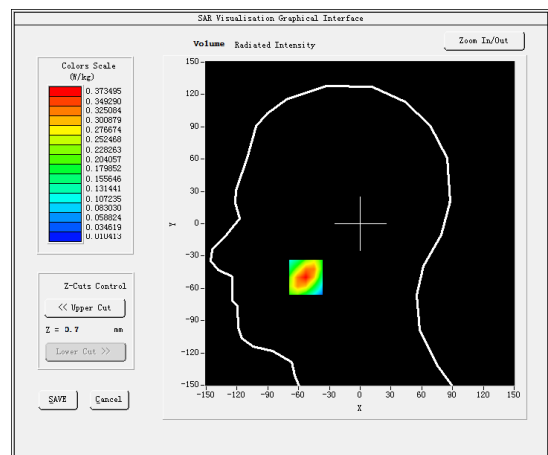 SAR Visualisation Graphical Interface
Volume Radiated Intensity
Zoom In/Out
Colors Scale
(W/kg)
0.373495
0.349290
0.325084
0.300879
0.276674
0.252468
0.228263
0.204057
0.179852
0.155646
0.131441
0.107235
0.083030
0.058824
0.034619
0.010413
Z-Cuts Control
<< Upper Cut
Z = 0.7 mm
Lower Cut >>
SAVE Cancel
150
120
90
60
30
Y 0
-30
-60
-90
-120
-150
-150 -120 -90 -60 -30 0 30 60 90 120 150
X